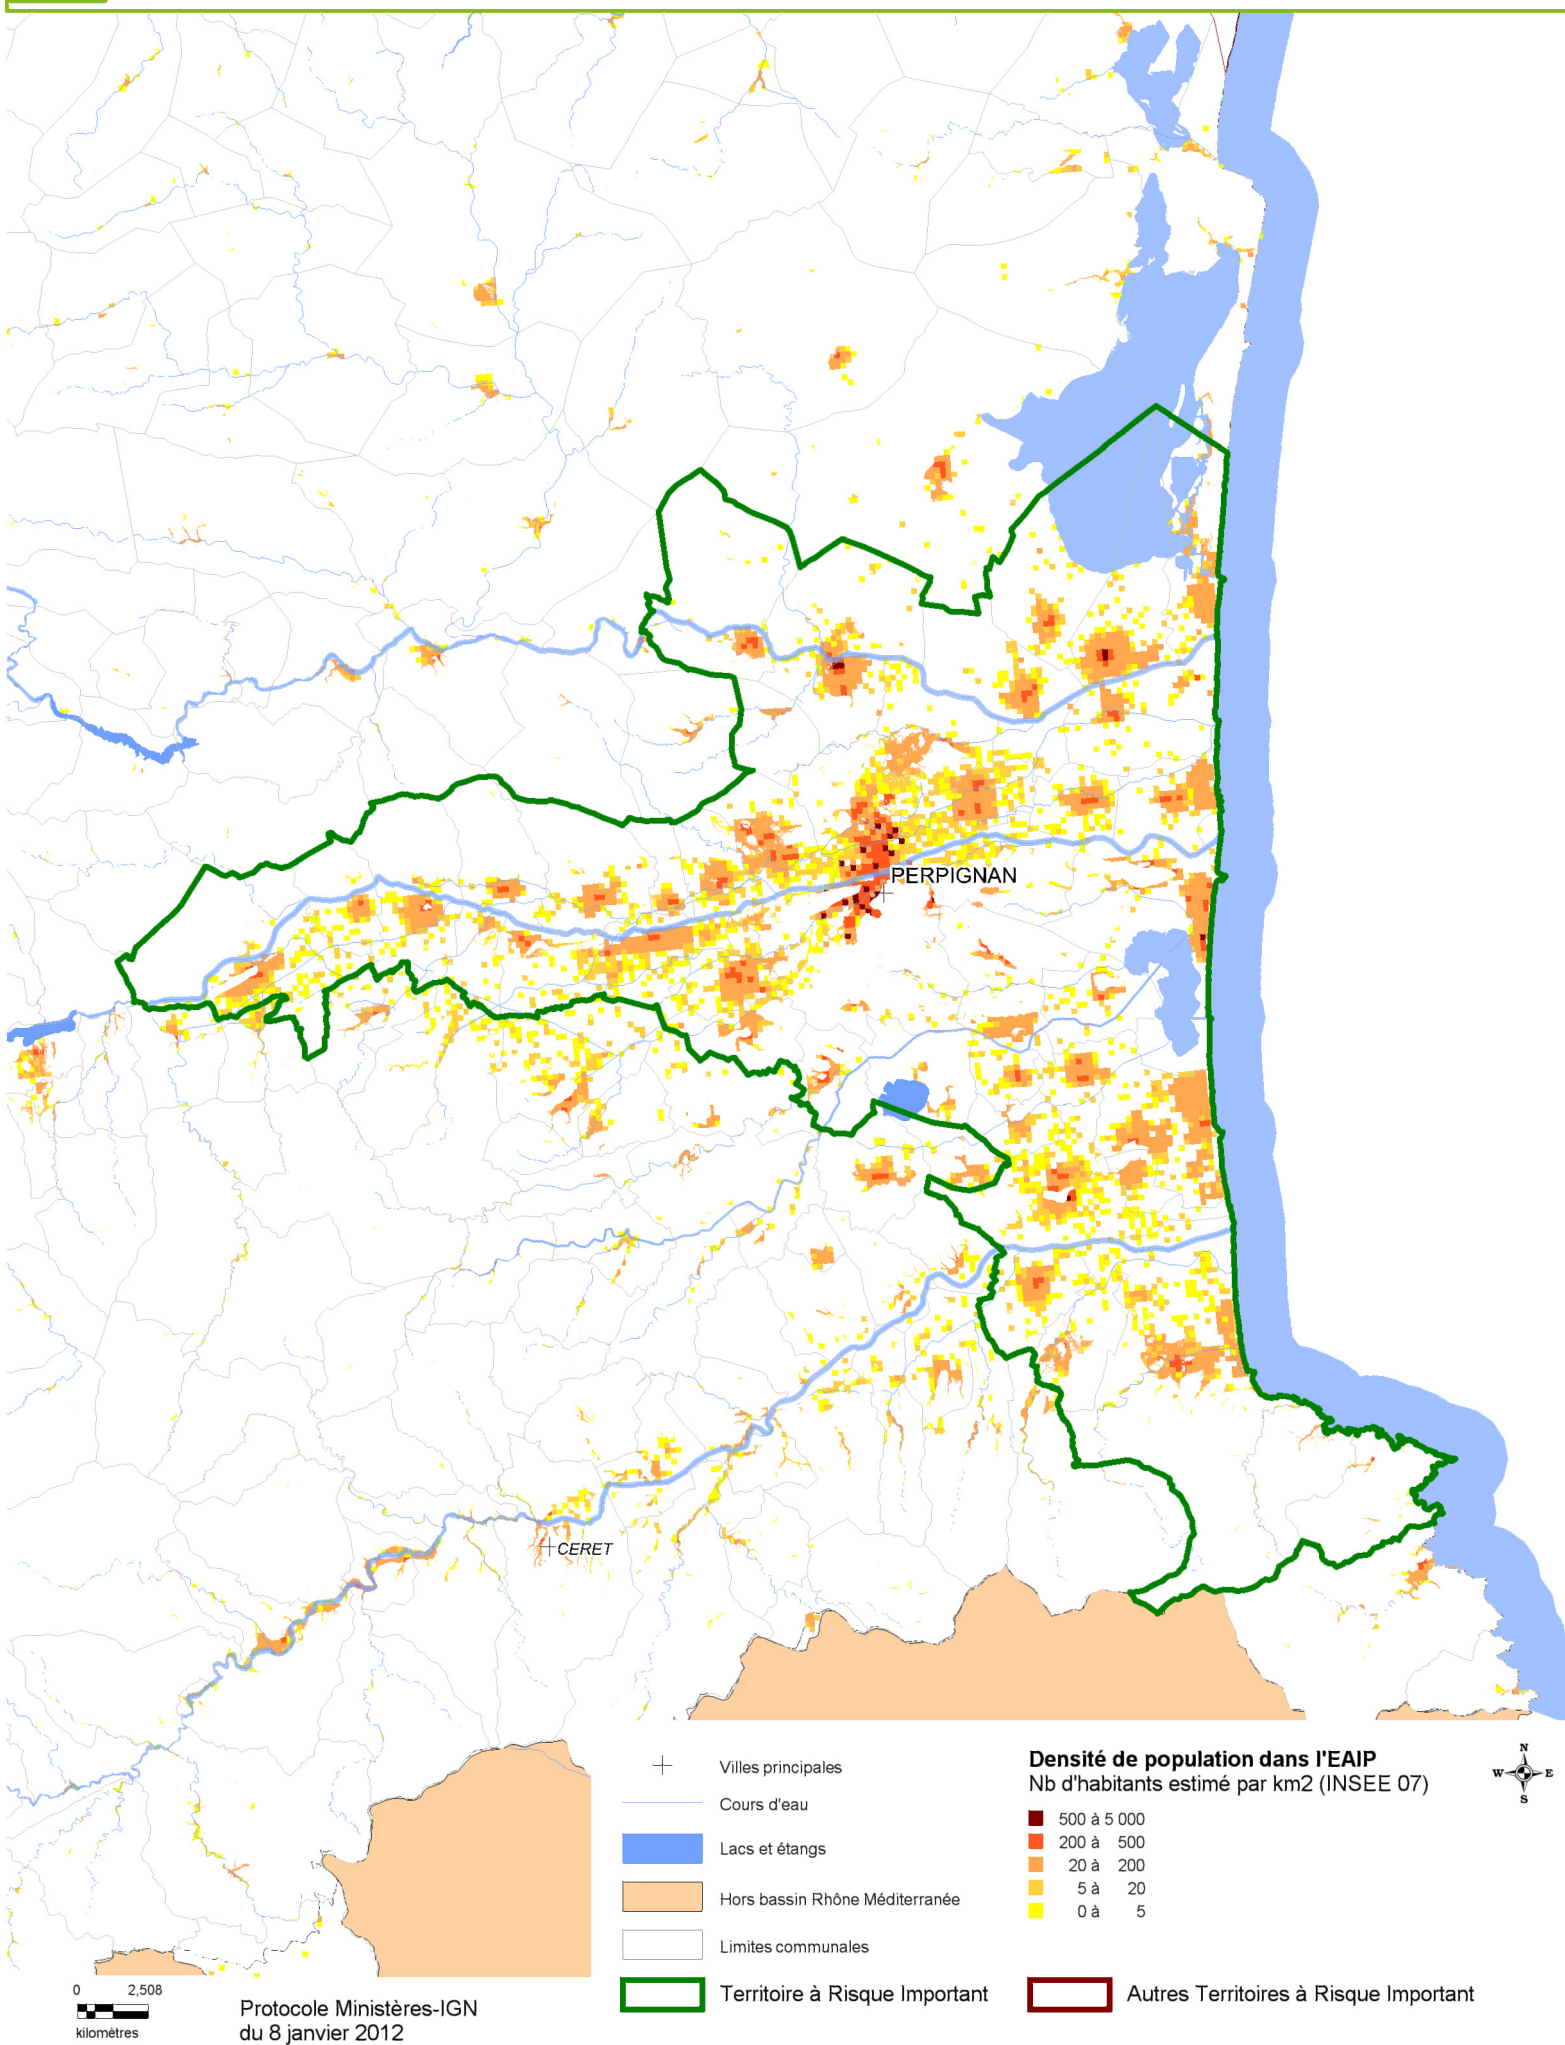 PERPIGNAN
CERET
Villes principales
Cours d'eau
Lacs et étangs
Hors bassin Rhône Méditerranée
Limites communales
Territoire à Risque Important
Densité de population dans l'EAIP
Nb d'habitants estimé par km2 (INSEE 07)
500 à 5 000
200 à 500
20 à 200
5 à 20
0 à 5
Autres Territoires à Risque Important
N
W E
S
0 2,508
kilomètres
Protocole Ministères-IGN
du 8 janvier 2012